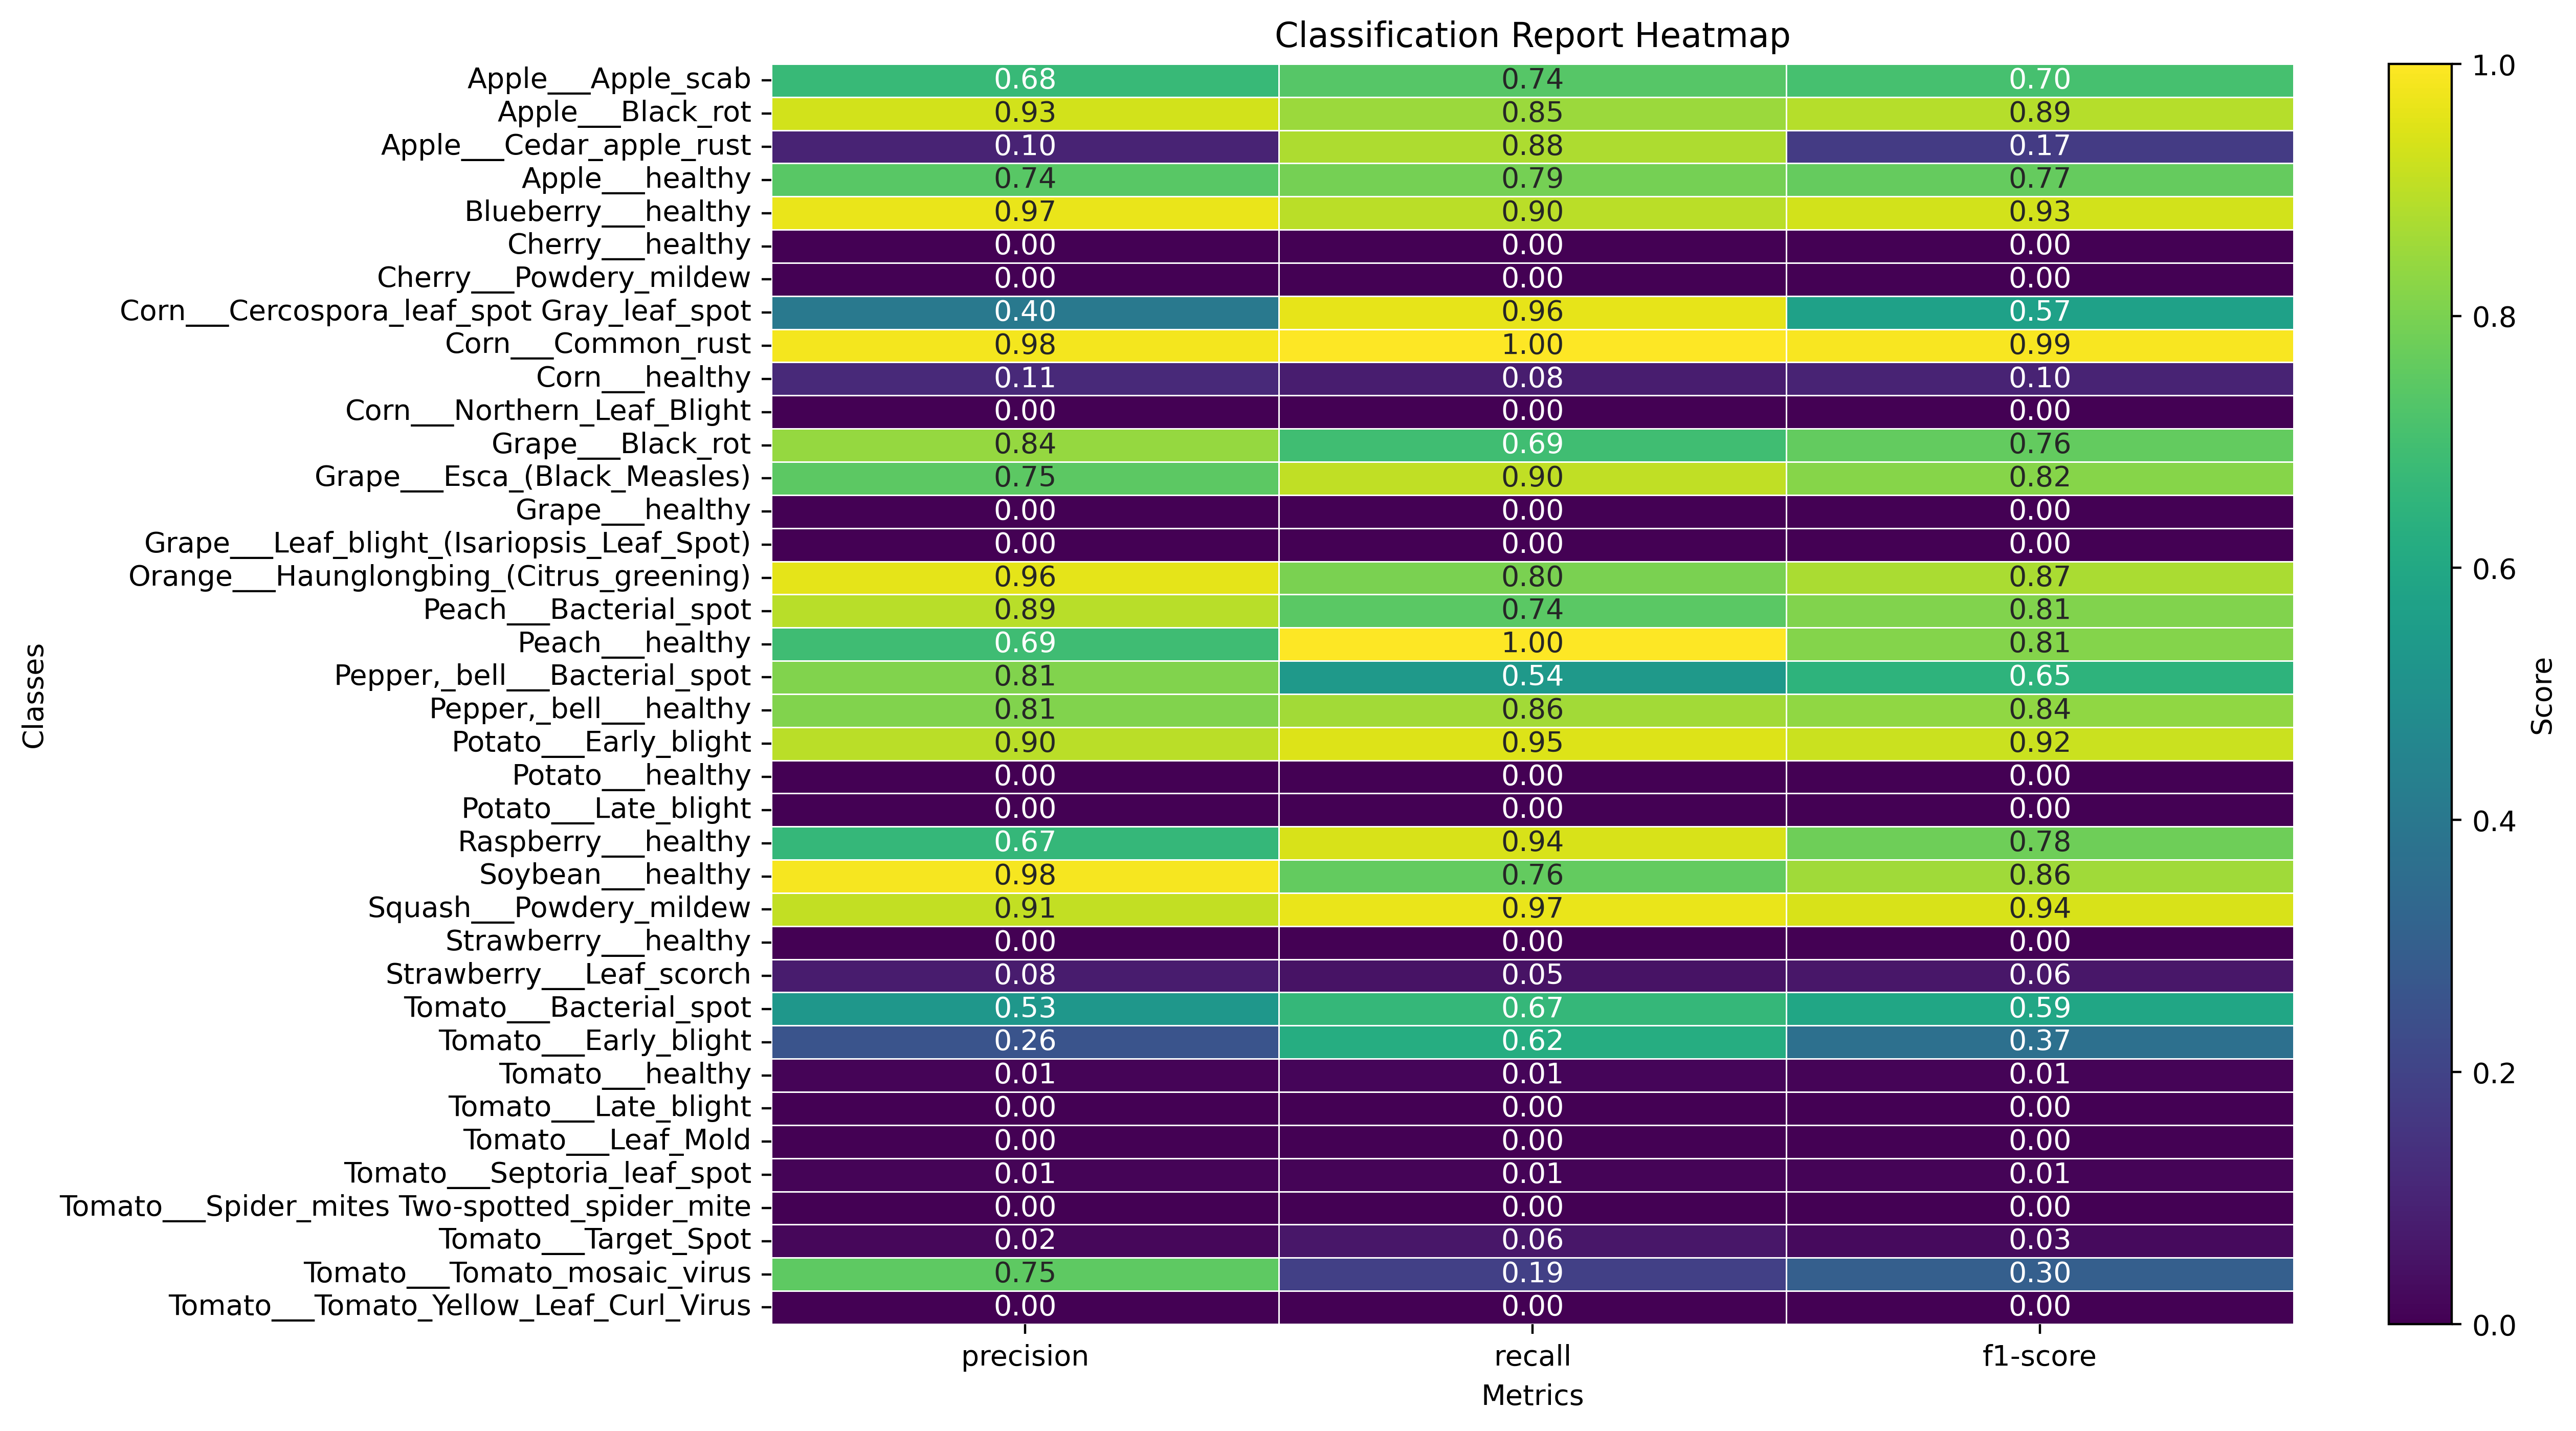 Classification Report Heatmap
Apple___Apple_scab 0.68 0.74 0.70
Apple___Black_rot 0.93 0.85 0.89
Apple___Cedar_apple_rust 0.10 0.88 0.17
Apple___healthy 0.74 0.79 0.77
Blueberry___healthy 0.97 0.90 0.93
Cherry___healthy 0.00 0.00 0.00
Cherry___Powdery_mildew 0.00 0.00 0.00
Corn___Cercospora_leaf_spot Gray_leaf_spot 0.40 0.96 0.57
Corn___Common_rust 0.98 1.00 0.99
Corn___healthy 0.11 0.08 0.10
Corn___Northern_Leaf_Blight 0.00 0.00 0.00
Grape___Black_rot 0.84 0.69 0.76
Grape___Esca_(Black_Measles) 0.75 0.90 0.82
Grape___healthy 0.00 0.00 0.00
Grape___Leaf_blight_(Isariopsis_Leaf_Spot) 0.00 0.00 0.00
Orange___Haunglongbing_(Citrus_greening) 0.96 0.80 0.87
Peach___Bacterial_spot 0.89 0.74 0.81
Peach___healthy 0.69 1.00 0.81
Pepper,_bell___Bacterial_spot 0.81 0.54 0.65
Pepper,_bell___healthy 0.81 0.86 0.84
Potato___Early_blight 0.90 0.95 0.92
Potato___healthy 0.00 0.00 0.00
Potato___Late_blight 0.00 0.00 0.00
Raspberry___healthy 0.67 0.94 0.78
Soybean___healthy 0.98 0.76 0.86
Squash___Powdery_mildew 0.91 0.97 0.94
Strawberry___healthy 0.00 0.00 0.00
Strawberry___Leaf_scorch 0.08 0.05 0.06
Tomato___Bacterial_spot 0.53 0.67 0.59
Tomato___Early_blight 0.26 0.62 0.37
Tomato___healthy 0.01 0.01 0.01
Tomato___Late_blight 0.00 0.00 0.00
Tomato___Leaf_Mold 0.00 0.00 0.00
Tomato___Septoria_leaf_spot 0.01 0.01 0.01
Tomato___Spider_mites Two-spotted_spider_mite 0.00 0.00 0.00
Tomato___Target_Spot 0.02 0.06 0.03
Tomato___Tomato_mosaic_virus 0.75 0.19 0.30
Tomato___Tomato_Yellow_Leaf_Curl_Virus 0.00 0.00 0.00
precision recall f1-score
Metrics
Classes
1.0
0.8
0.6
0.4
0.2
0.0
Score